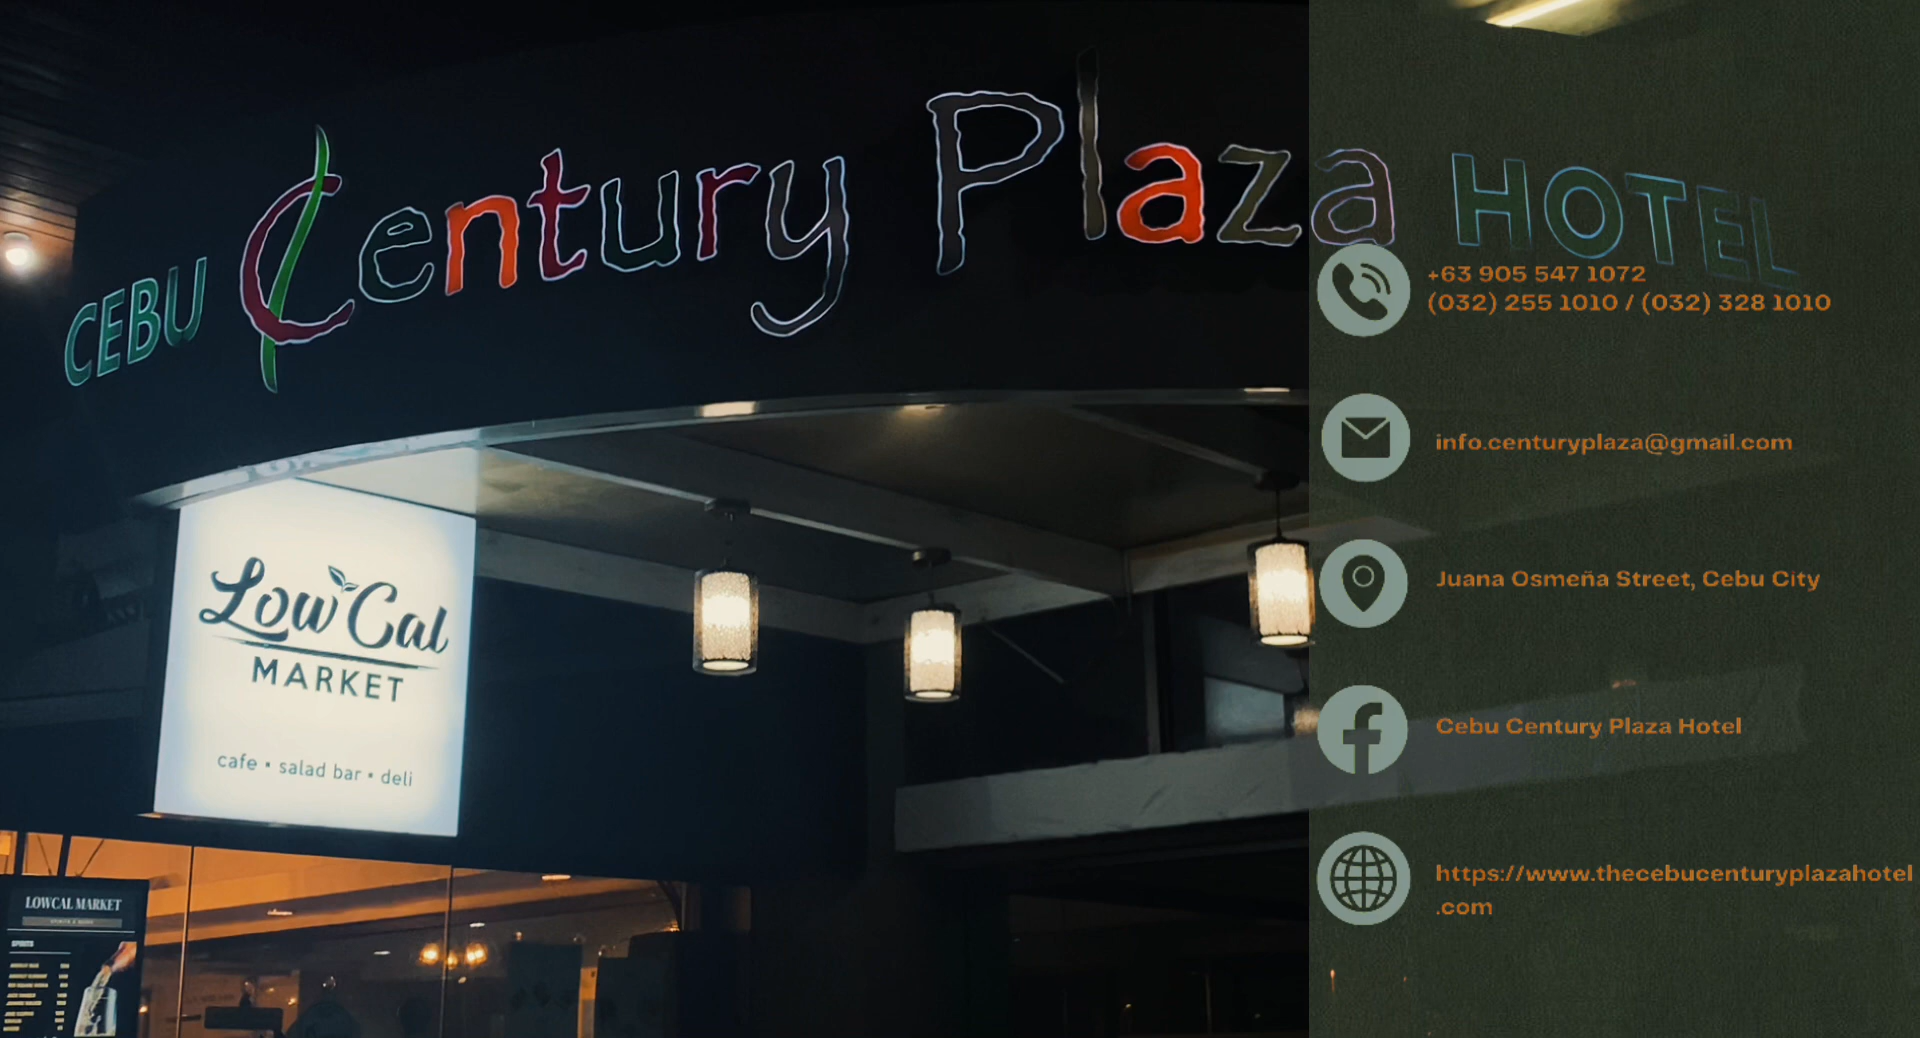 CEBU Century Plaza HOTEL
+63 905 547 1072
(032) 255 1010 / (032) 328 1010
info.centuryplaza@gmail.com
Juana Osmeña Street, Cebu City
Cebu Century Plaza Hotel
https://www.thecebucenturyplazahotel
.com
Low Cal
MARKET
cafe • salad bar • deli
LOWCAL MARKET
SPIRITS